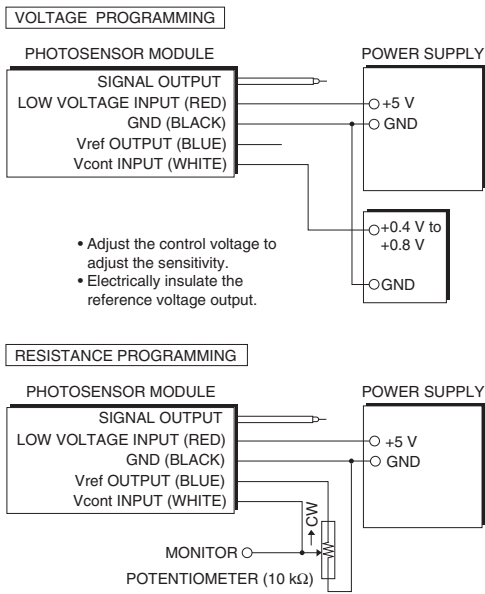 VOLTAGE PROGRAMMING
PHOTOSENSOR MODULE
POWER SUPPLY
SIGNAL OUTPUT
LOW VOLTAGE INPUT (RED)
GND (BLACK)
Vref OUTPUT (BLUE)
Vcont INPUT (WHITE)
+5 V
GND
+0.4 V to
+0.8 V
GND
• Adjust the control voltage to
adjust the sensitivity.
• Electrically insulate the
reference voltage output.
RESISTANCE PROGRAMMING
PHOTOSENSOR MODULE
POWER SUPPLY
SIGNAL OUTPUT
LOW VOLTAGE INPUT (RED)
GND (BLACK)
Vref OUTPUT (BLUE)
Vcont INPUT (WHITE)
+5 V
GND
CW
MONITOR
POTENTIOMETER (10 kΩ)